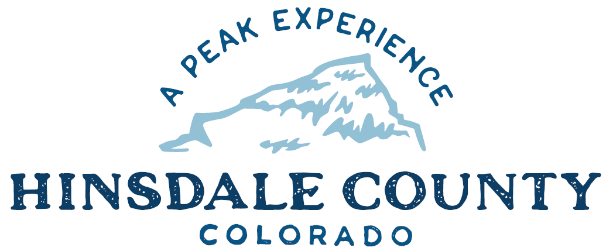 A PEAK EXPERIENCE
HINSDALE COUNTY
COLORADO